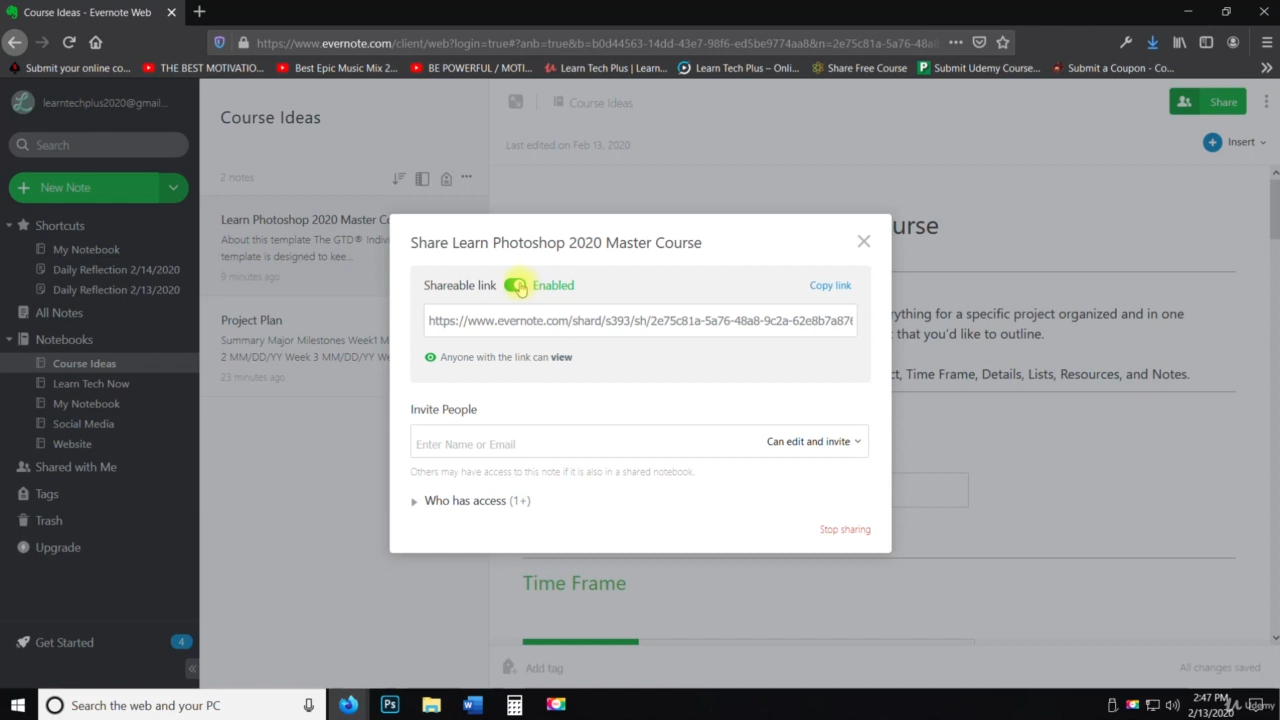 Course Ideas - Evernote Web
https://www.evernote.com/client/web?login=true#?anb=true&b=b0d44563-14dd-43e7-98f6-ed5be9774aa8&n=2e75c81a-5a76-48a8
Submit your online co...
THE BEST MOTIVATIO...
Best Epic Music Mix 2...
BE POWERFUL / MOTI...
Learn Tech Plus | Learn...
Learn Tech Plus – Onli...
Share Free Course
Submit Udemy Course...
Submit a Coupon - Co...
learntechplus2020@gmail...
Search
New Note
Shortcuts
My Notebook
Daily Reflection 2/14/2020
Daily Reflection 2/13/2020
All Notes
Notebooks
Course Ideas
Learn Tech Now
My Notebook
Social Media
Website
Shared with Me
Tags
Trash
Upgrade
Get Started
4
Course Ideas
2 notes
Learn Photoshop 2020 Master Co
About this template The GTD® Indivi
template is designed to kee...
9 minutes ago
Project Plan
Summary Major Milestones Week1 M
2 MM/DD/YY Week 3 MM/DD/YY
23 minutes ago
Course Ideas
Share
Last edited on Feb 13, 2020
Insert
urse
erything for a specific project organized and in one
t that you'd like to outline.
ct, Time Frame, Details, Lists, Resources, and Notes.
Time Frame
Add tag
All changes saved
Share Learn Photoshop 2020 Master Course
Shareable link
Enabled
Copy link
https://www.evernote.com/shard/s393/sh/2e75c81a-5a76-48a8-9c2a-62e8b7a876
Anyone with the link can view
Invite People
Enter Name or Email
Can edit and invite
Others may have access to this note if it is also in a shared notebook.
Who has access (1+)
Stop sharing
Search the web and your PC
Ps
2:47 PM
2/13/2020
Udemy